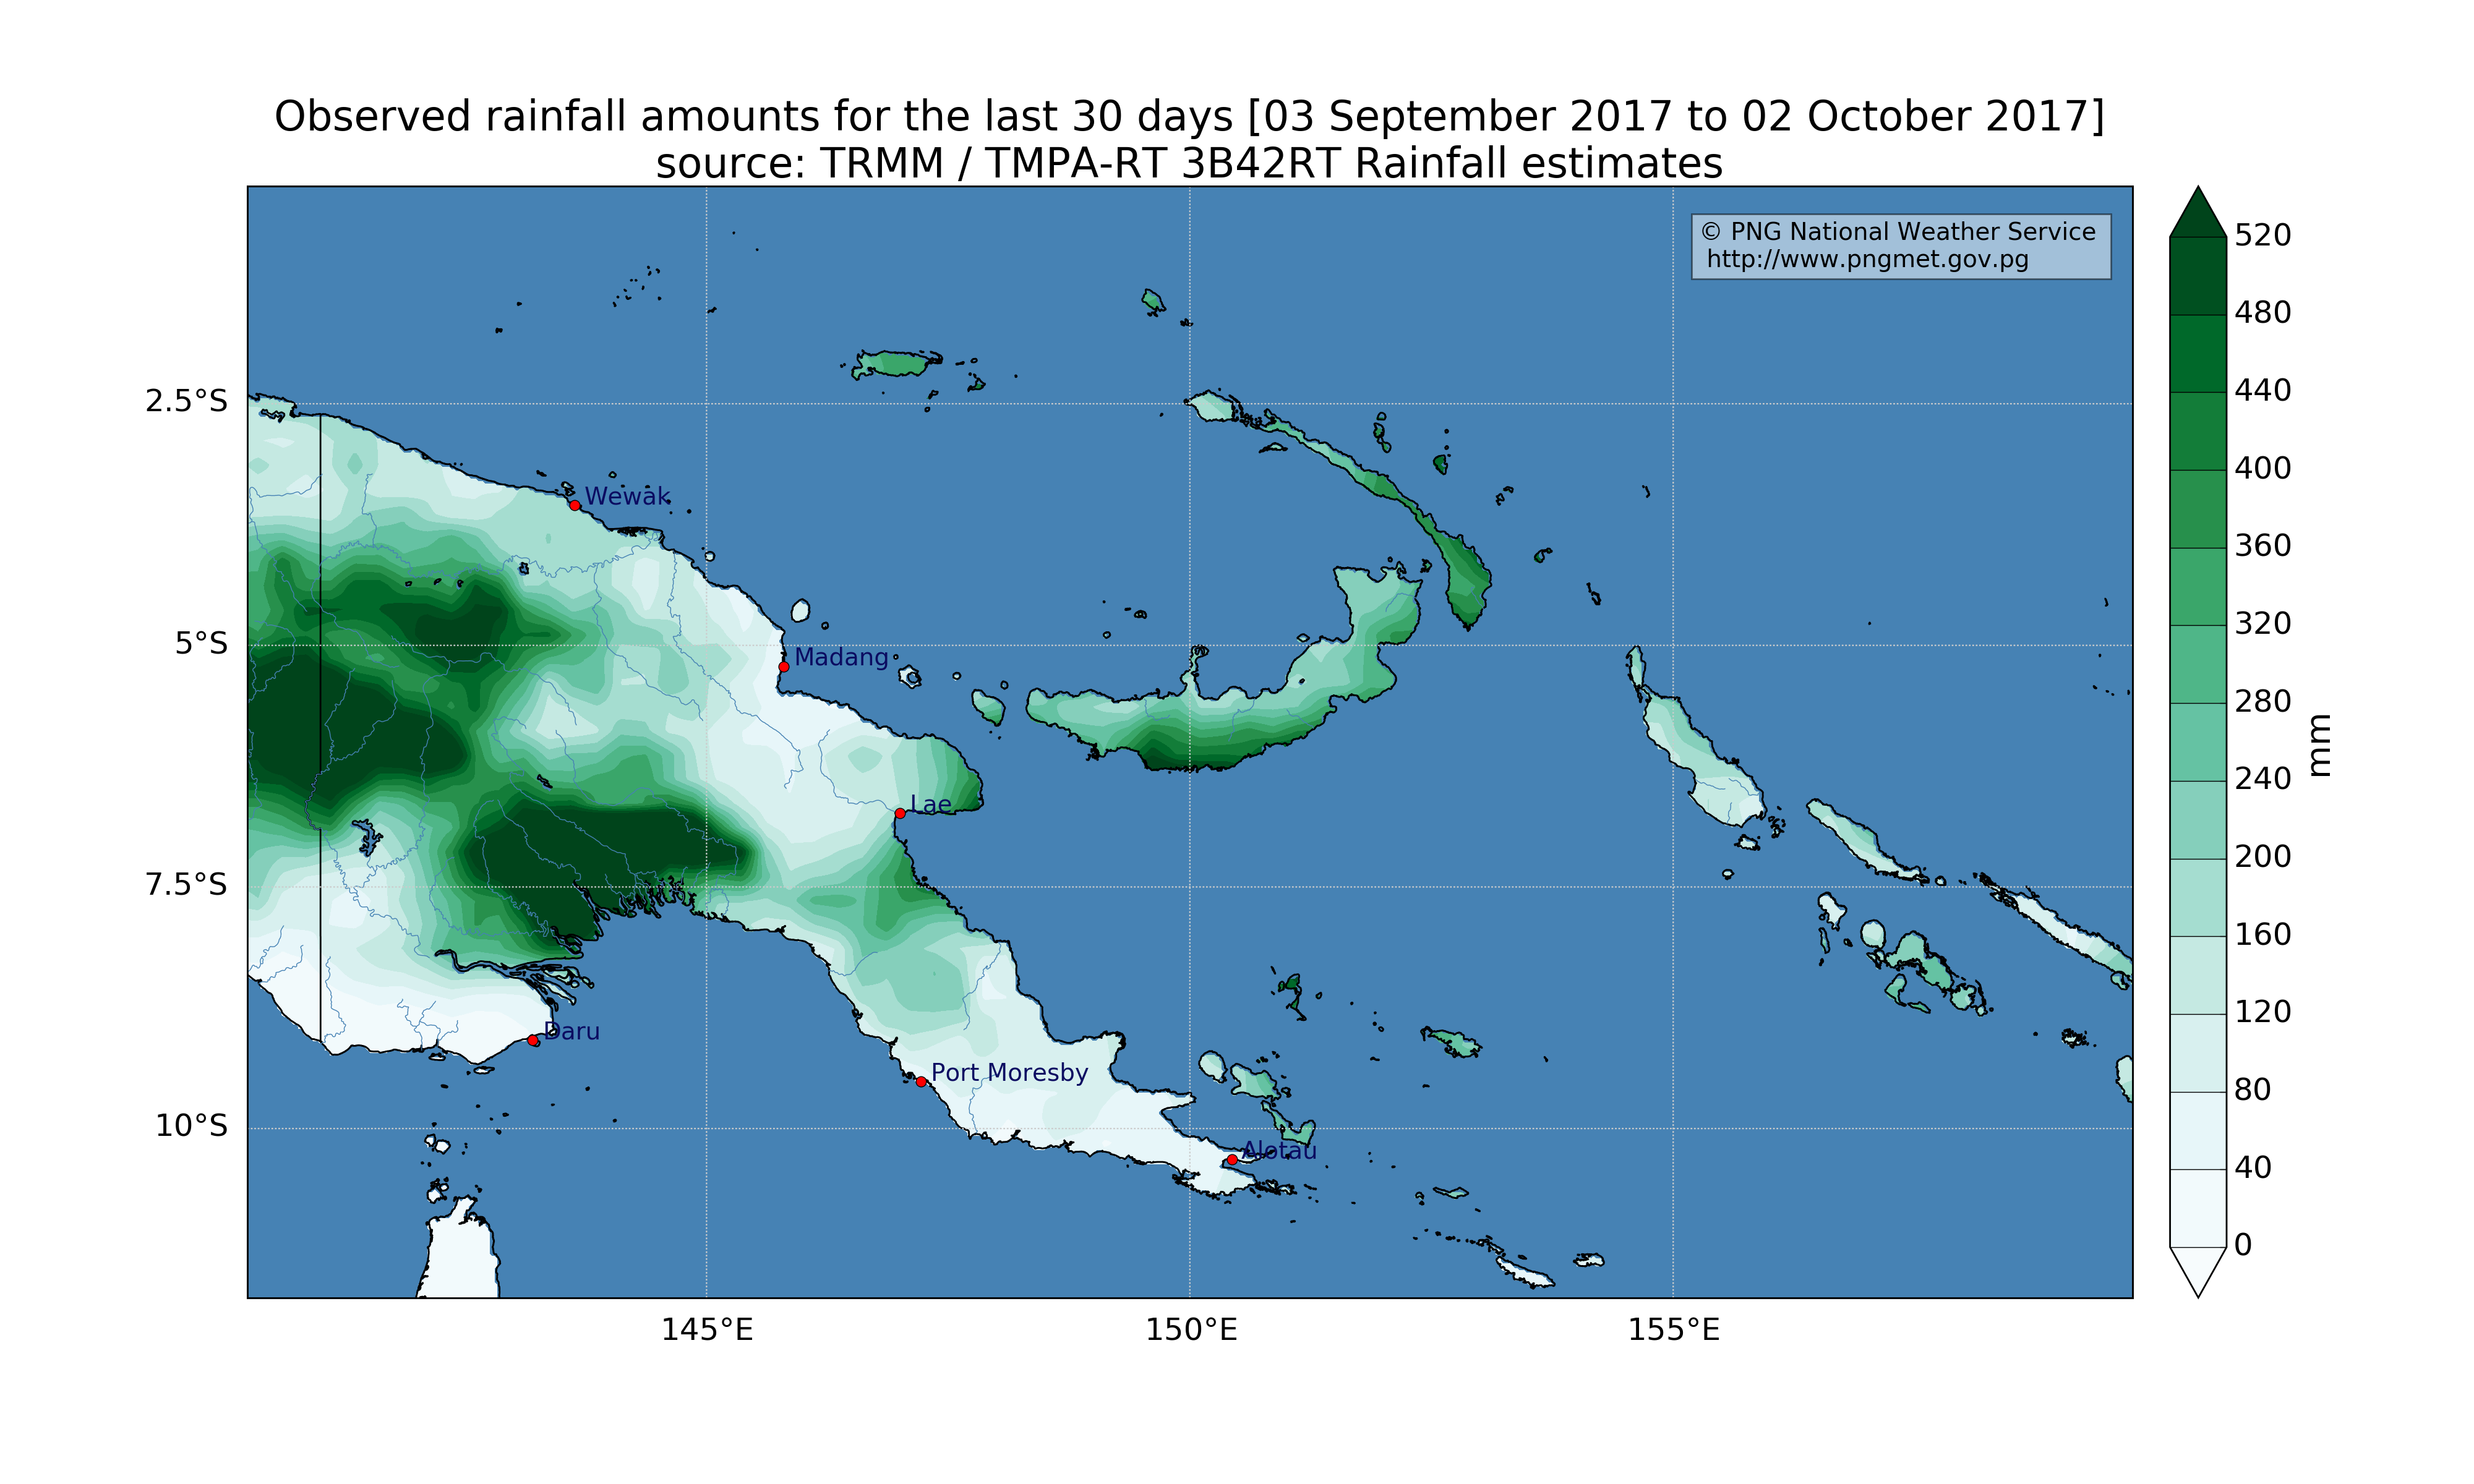 Observed rainfall amounts for the last 30 days [03 September 2017 to 02 October 2017]
source: TRMM / TMPA-RT 3B42RT Rainfall estimates
© PNG National Weather Service
http://www.pngmet.gov.pg
520
480
440
400
360
320
280
240
200
160
120
80
40
0
mm
2.5°S
5°S
7.5°S
10°S
Wewak
Madang
Lae
Daru
Port Moresby
Alotau
145°E
150°E
155°E